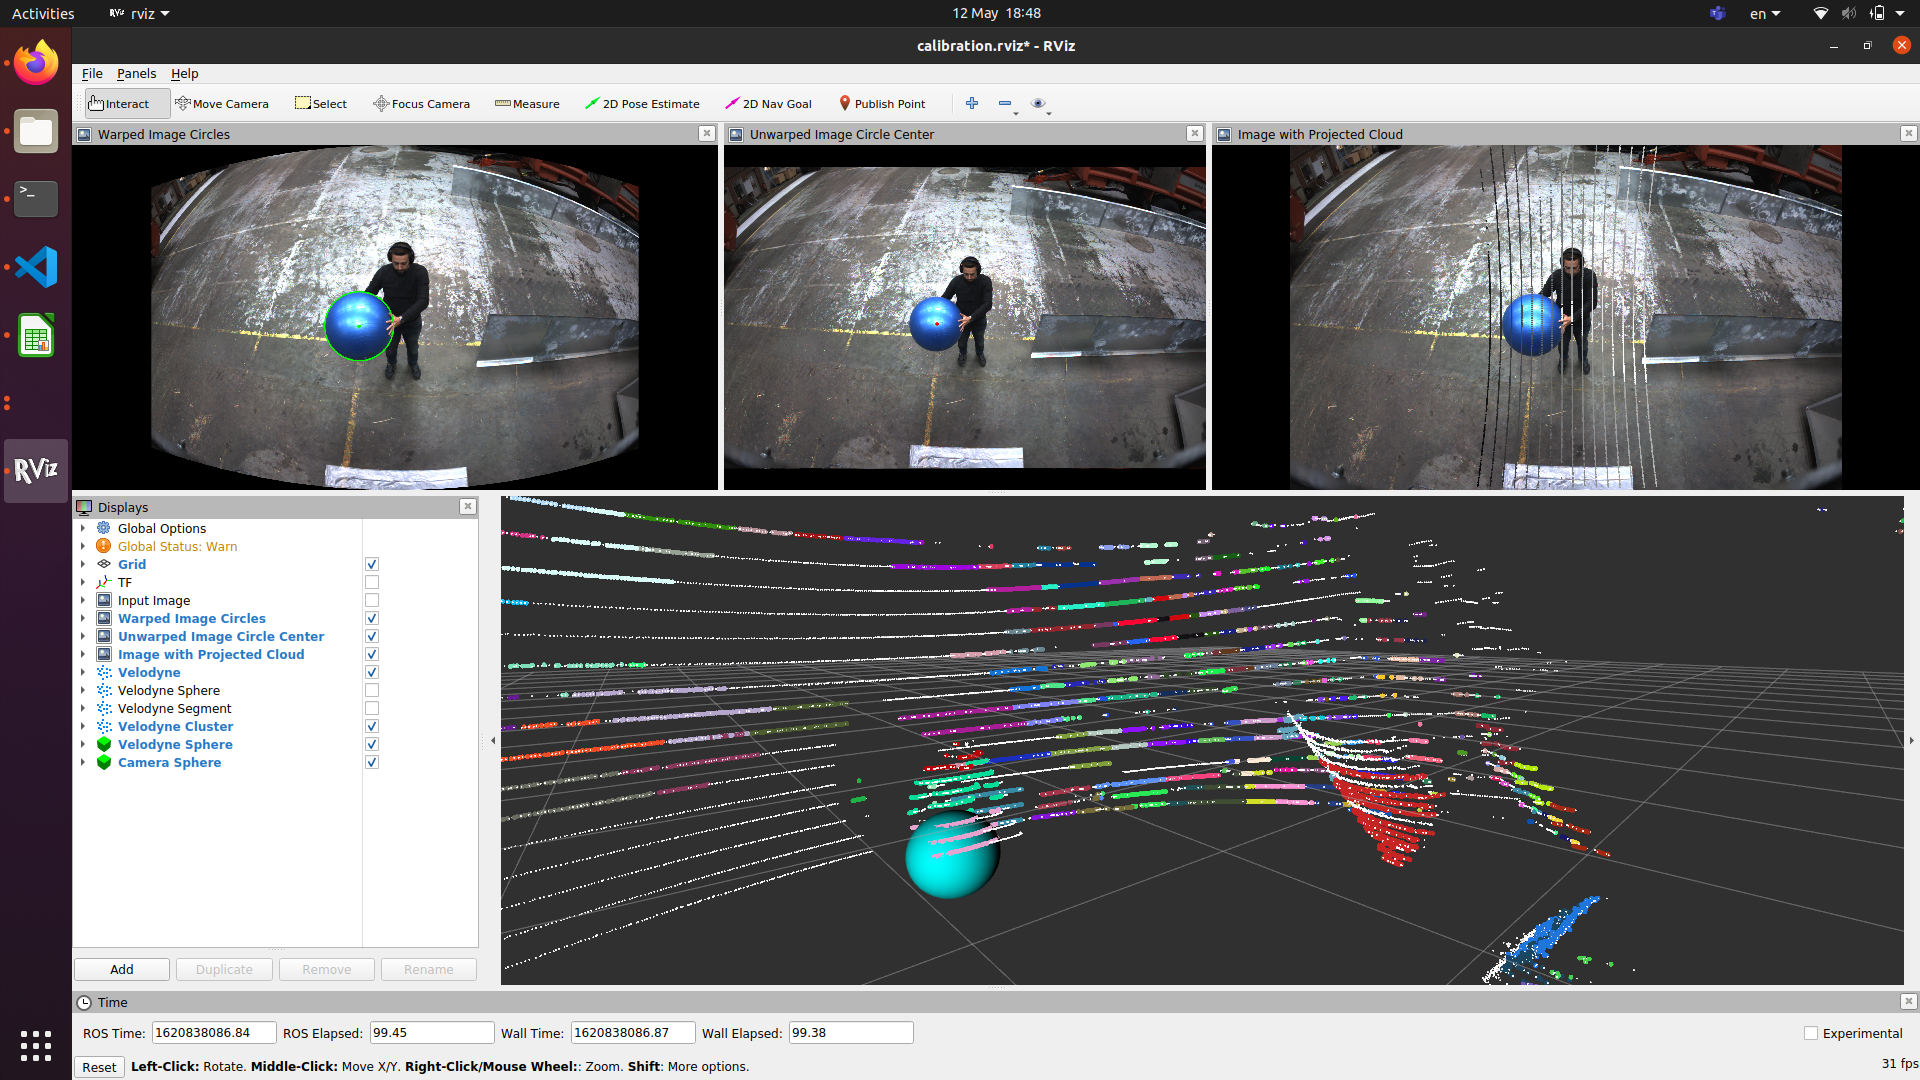 Activities
RViz
rviz
12 May 18:48
en
calibration.rviz* - RViz
File
Panels
Help
Interact
Move Camera
Select
Focus Camera
Measure
2D Pose Estimate
2D Nav Goal
Publish Point
Warped Image Circles
Unwarped Image Circle Center
Image with Projected Cloud
RViz
Displays
Global Options
Global Status: Warn
Grid
TF
Input Image
Warped Image Circles
Unwarped Image Circle Center
Image with Projected Cloud
Velodyne
Velodyne Sphere
Velodyne Segment
Velodyne Cluster
Velodyne Sphere
Camera Sphere
Add
Duplicate
Remove
Rename
Time
ROS Time: 1620838086.84
ROS Elapsed: 99.45
Wall Time: 1620838086.87
Wall Elapsed: 99.38
Experimental
Reset
Left-Click: Rotate. Middle-Click: Move X/Y. Right-Click/Mouse Wheel:: Zoom. Shift: More options.
31 fps